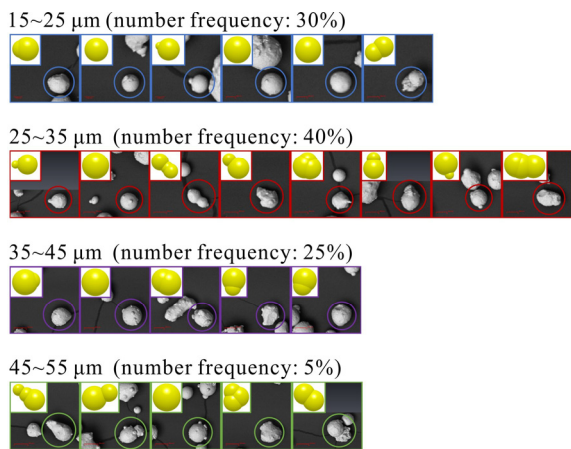 15~25 μm (number frequency: 30%)
25~35 μm (number frequency: 40%)
35~45 μm (number frequency: 25%)
45~55 μm (number frequency: 5%)